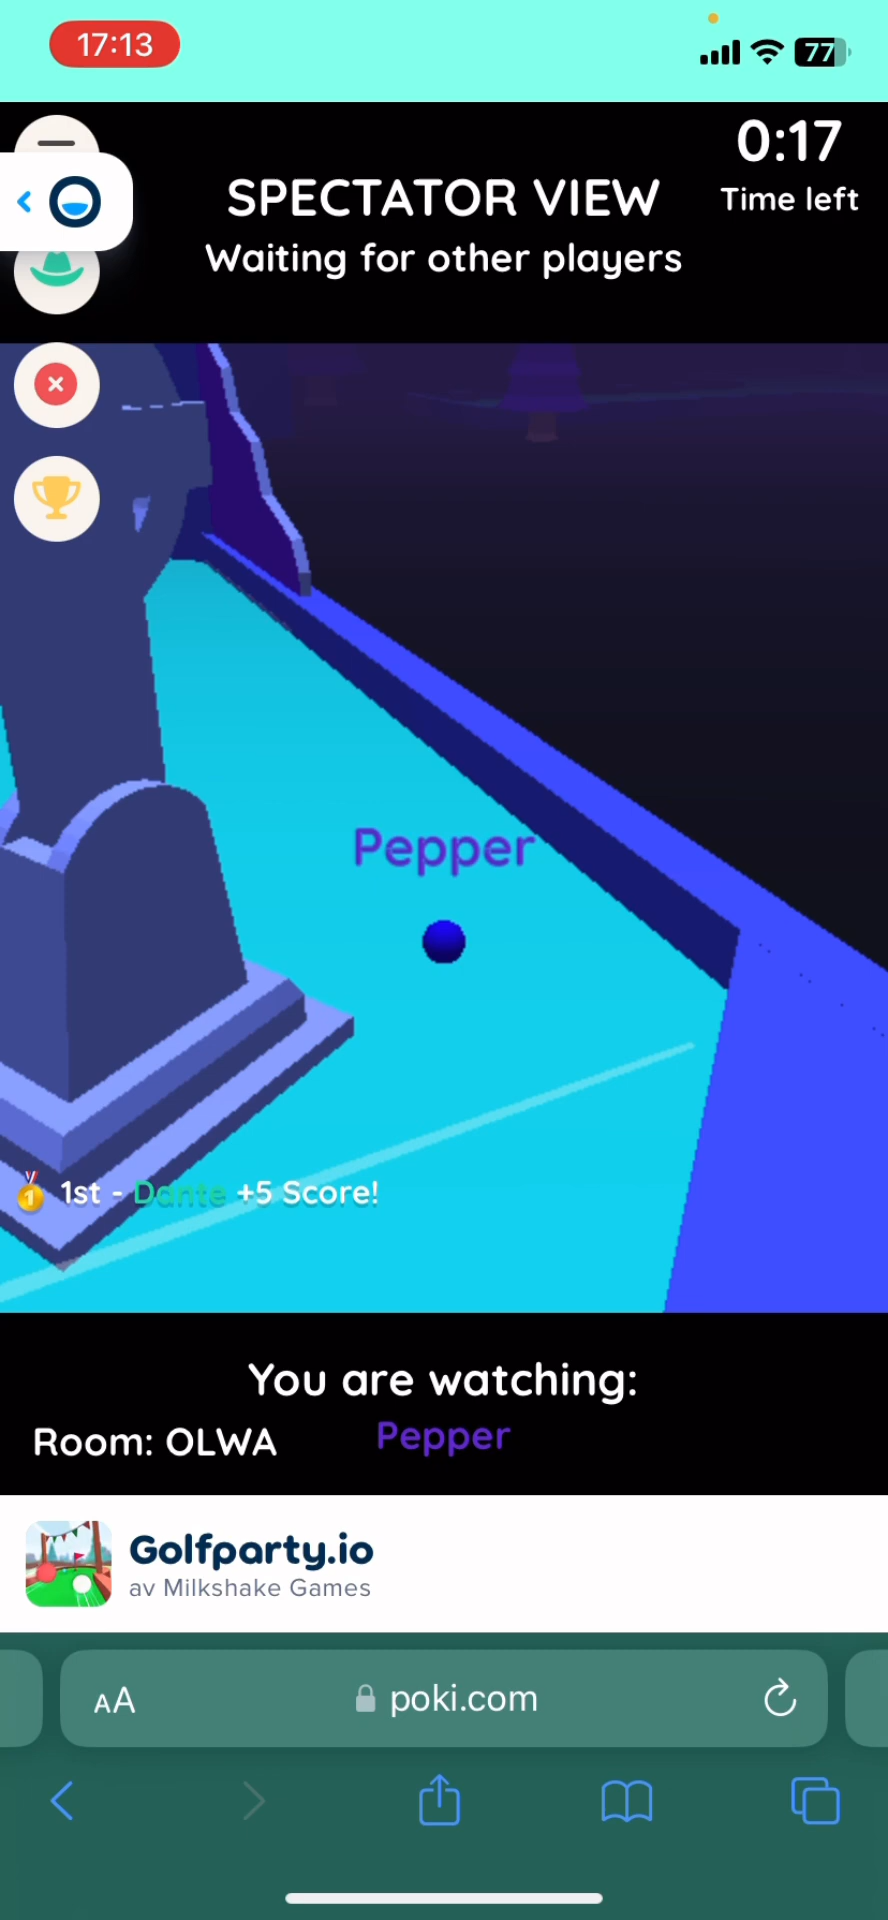 17:13
77
0:17
Time left
SPECTATOR VIEW
Waiting for other players
Pepper
1
1st - Dante +5 Score!
You are watching:
Room: OLWA
Pepper
Golfparty.io
av Milkshake Games
AA
poki.com